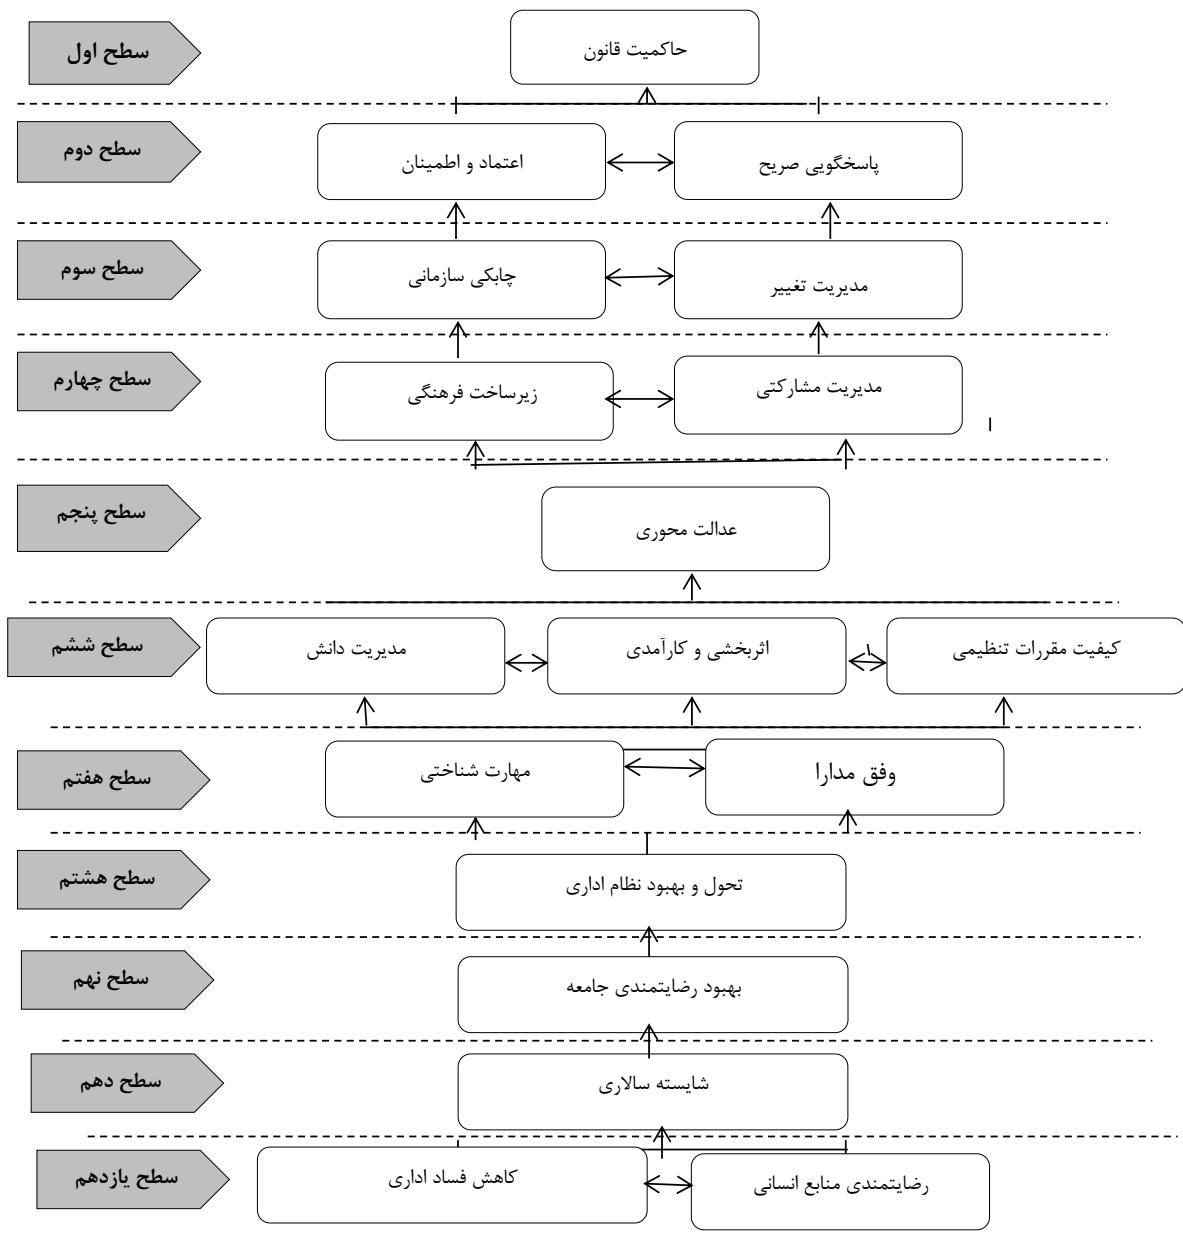 سطح اول
حاکمیت قانون
سطح دوم
پاسخگویی صریح
اعتماد و اطمینان
سطح سوم
مدیریت تغییر
چابکی سازمانی
سطح چهارم
مدیریت مشارکتی
زیرساخت فرهنگی
سطح پنجم
عدالت محوری
سطح ششم
کیفیت مقررات تنظیمی
اثربخشی و کارآمدی
مدیریت دانش
سطح هفتم
وفق مدارا
مهارت شناختی
سطح هشتم
تحول و بهبود نظام اداری
سطح نهم
بهبود رضایتمندی جامعه
سطح دهم
شایسته سالاری
سطح یازدهم
رضایتمندی منابع انسانی
کاهش فساد اداری